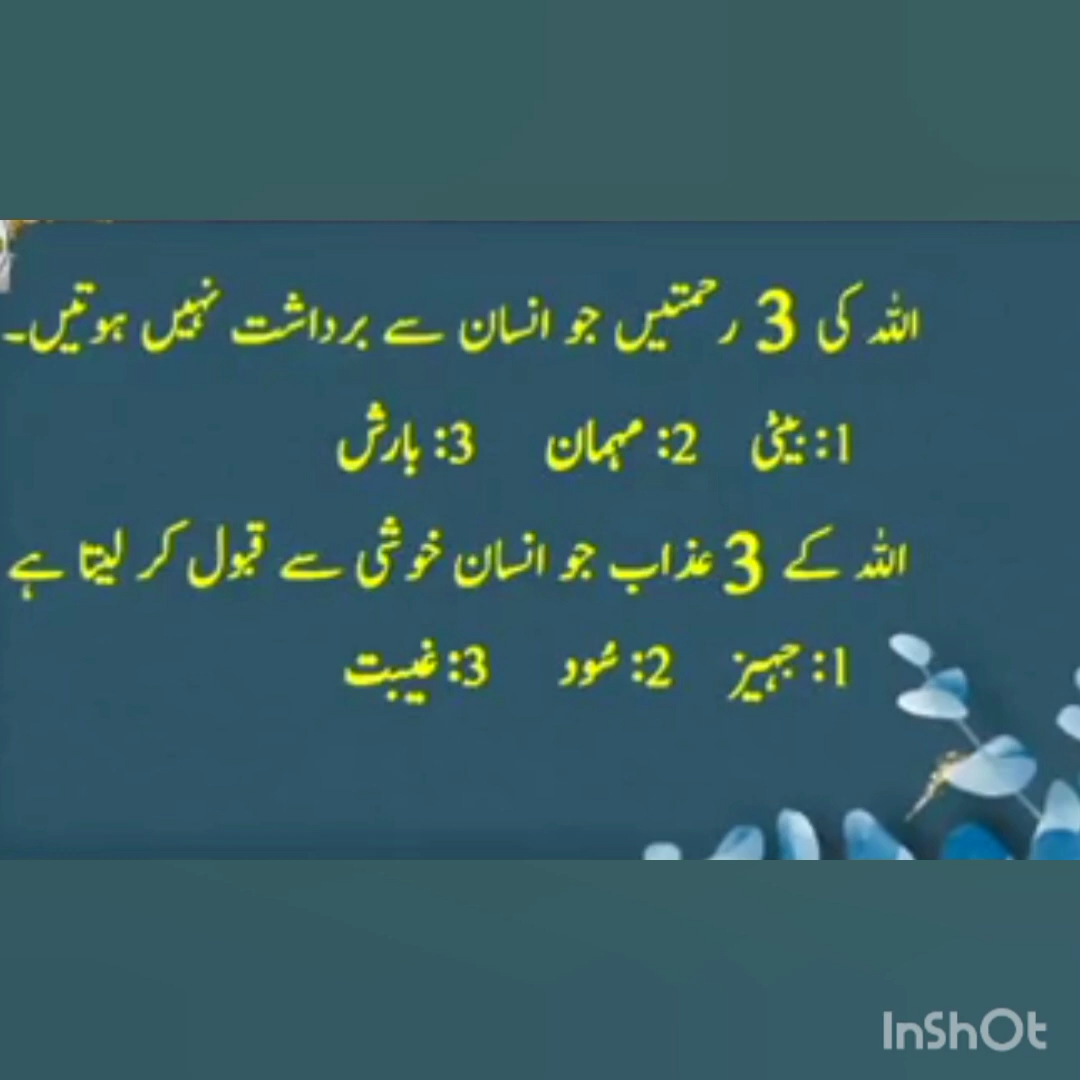 اللہ کی 3 رحمتیں جو انسان سے برداشت نہیں ہوتیں۔
1: بیٹی 2: مہمان 3: بارش
اللہ کے 3 عذاب جو انسان خوشی سے قبول کر لیتا ہے
1: جہیز 2: سُود 3: غیبت
InShOt